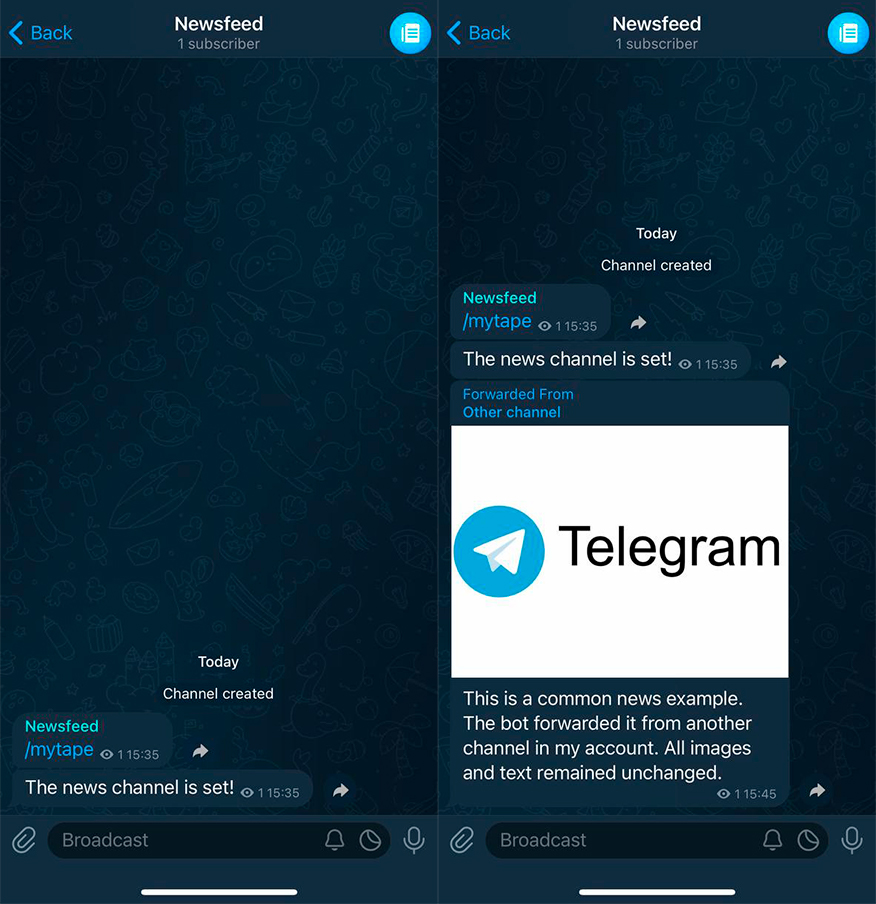 Back
Newsfeed
1 subscriber
Today
Channel created
Newsfeed
/mytape 1 15:35
The news channel is set! 1 15:35
Broadcast
Back
Newsfeed
1 subscriber
Today
Channel created
Newsfeed
/mytape 1 15:35
The news channel is set! 1 15:35
Forwarded From
Other channel
Telegram
This is a common news example.
The bot forwarded it from another
channel in my account. All images
and text remained unchanged.
1 15:45
Broadcast